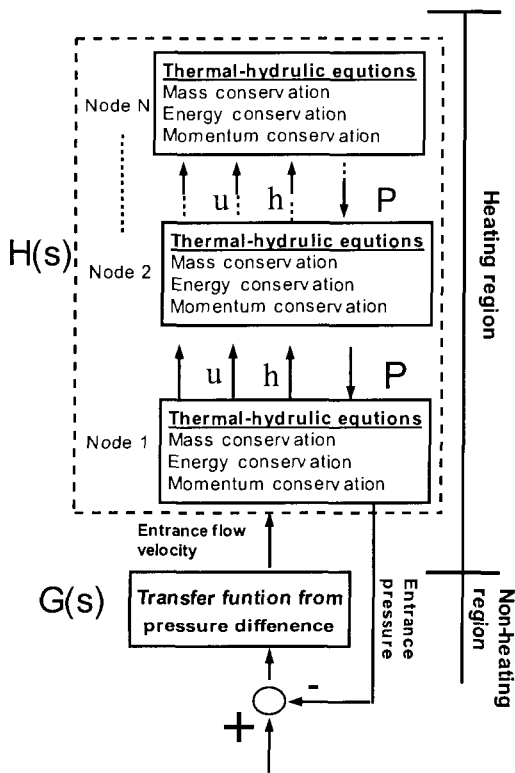 Thermal-hydrulic equtions
Mass conservation
Energy conservation
Momentum conservation
Node N
u h P
H(s)
Thermal-hydrulic equtions
Mass conservation
Energy conservation
Momentum conservation
Node 2
u h P
Thermal-hydrulic equtions
Mass conservation
Energy conservation
Momentum conservation
Node 1
Entrance flow
velocity
G(s)
Transfer funtion from
pressure diffenence
Entrance
pressure
Heating region
Non-heating
region
-
+